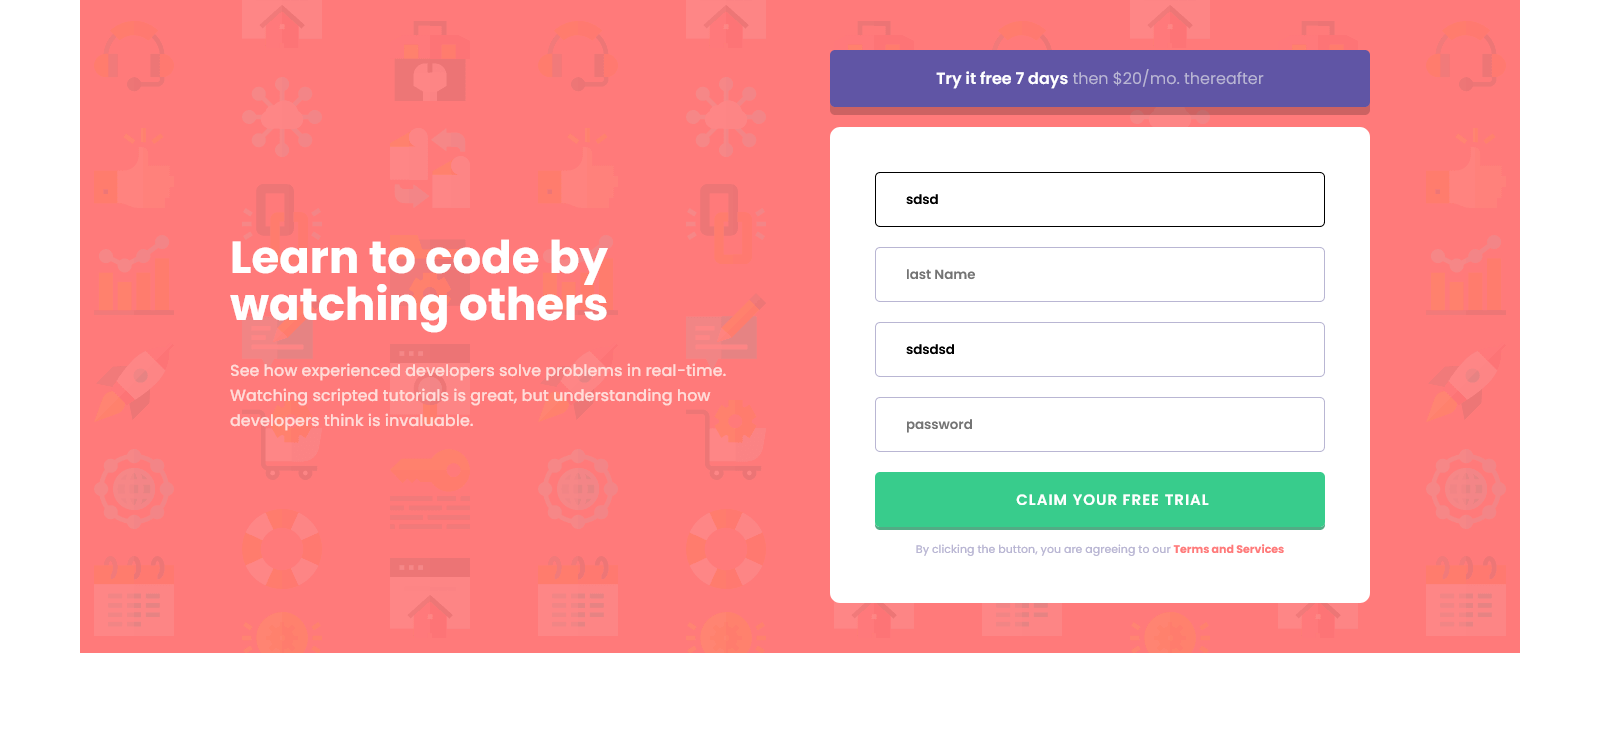 Try it free 7 days then $20/mo. thereafter
sdsd
last Name
Learn to code by
watching others
sdsdsd
See how experienced developers solve problems in real-time.
Watching scripted tutorials is great, but understanding how
developers think is invaluable.
password
CLAIM YOUR FREE TRIAL
By clicking the button, you are agreeing to our Terms and Services